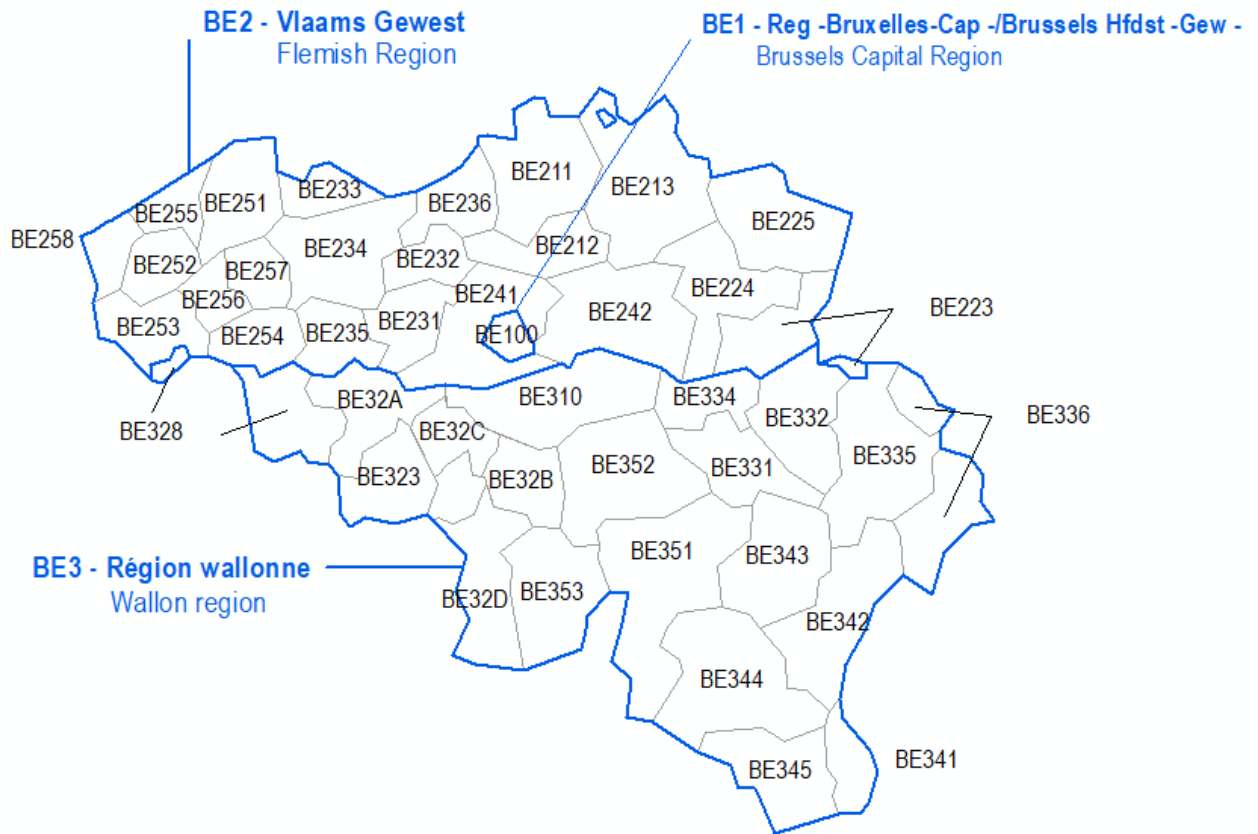 BE2 - Vlaams Gewest
Flemish Region
BE1 - Reg -Bruxelles-Cap -/Brussels Hfdst -Gew -
Brussels Capital Region
BE211
BE213
BE233
BE236
BE251
BE255
BE225
BE258
BE234
BE212
BE252
BE257
BE232
BE224
BE241
BE256
BE223
BE253
BE254
BE235
BE231
BE100
BE242
BE32A
BE310
BE334
BE328
BE32C
BE332
BE336
BE323
BE32B
BE352
BE331
BE335
BE351
BE343
BE3 - Région wallonne
Wallon region
BE32D
BE353
BE342
BE344
BE345
BE341